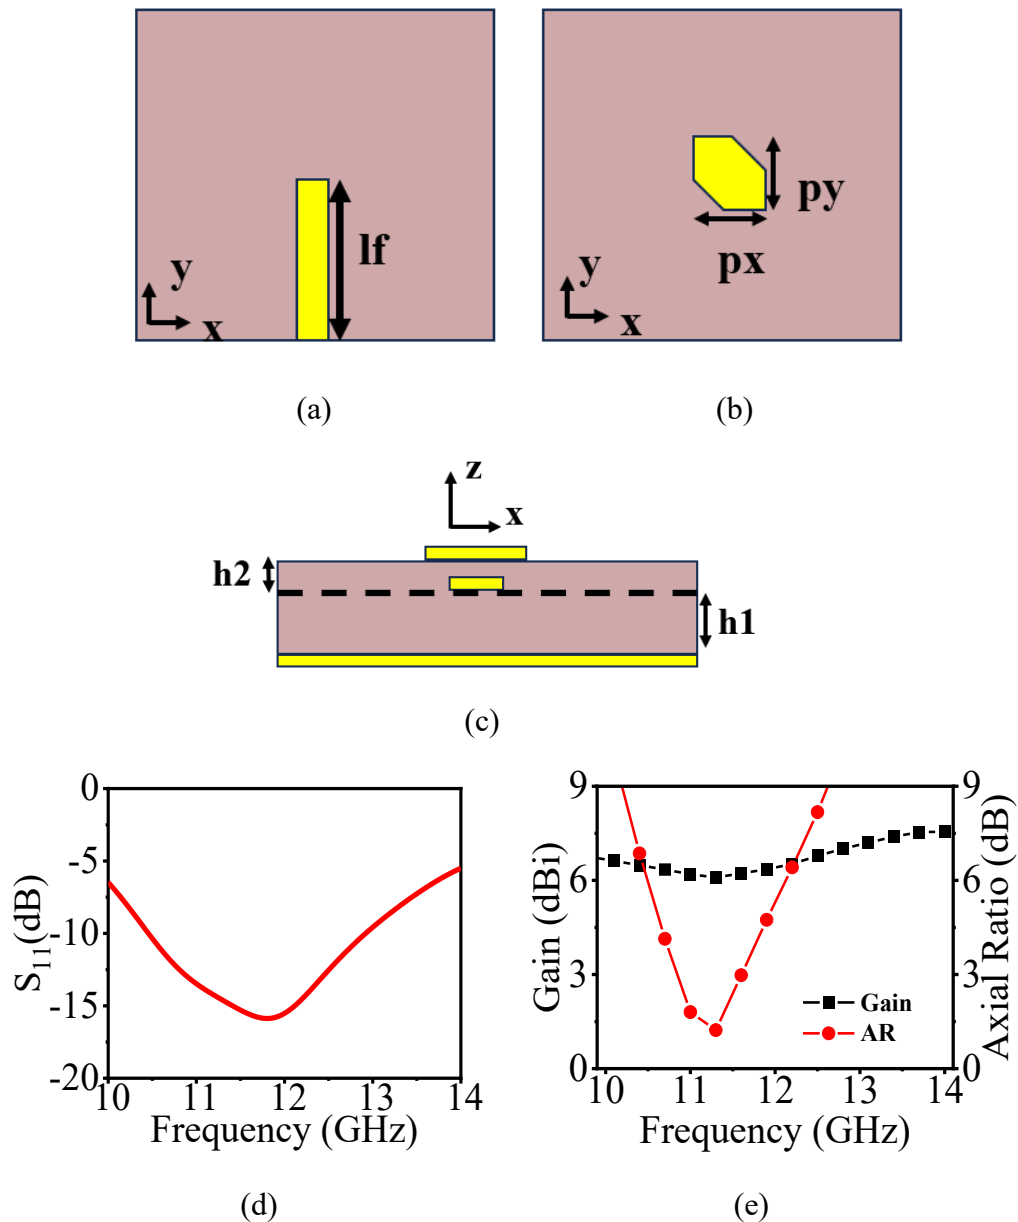 lf
y
x
py
px
y
x
(a)
(b)
z
x
h2
h1
(c)
0
-5
-10
-15
-20
S11(dB)
10 11 12 13 14
Frequency (GHz)
9
6
3
0
Gain (dBi)
9
6
3
0
Axial Ratio (dB)
Gain
AR
10 11 12 13 14
Frequency (GHz)
(d)
(e)